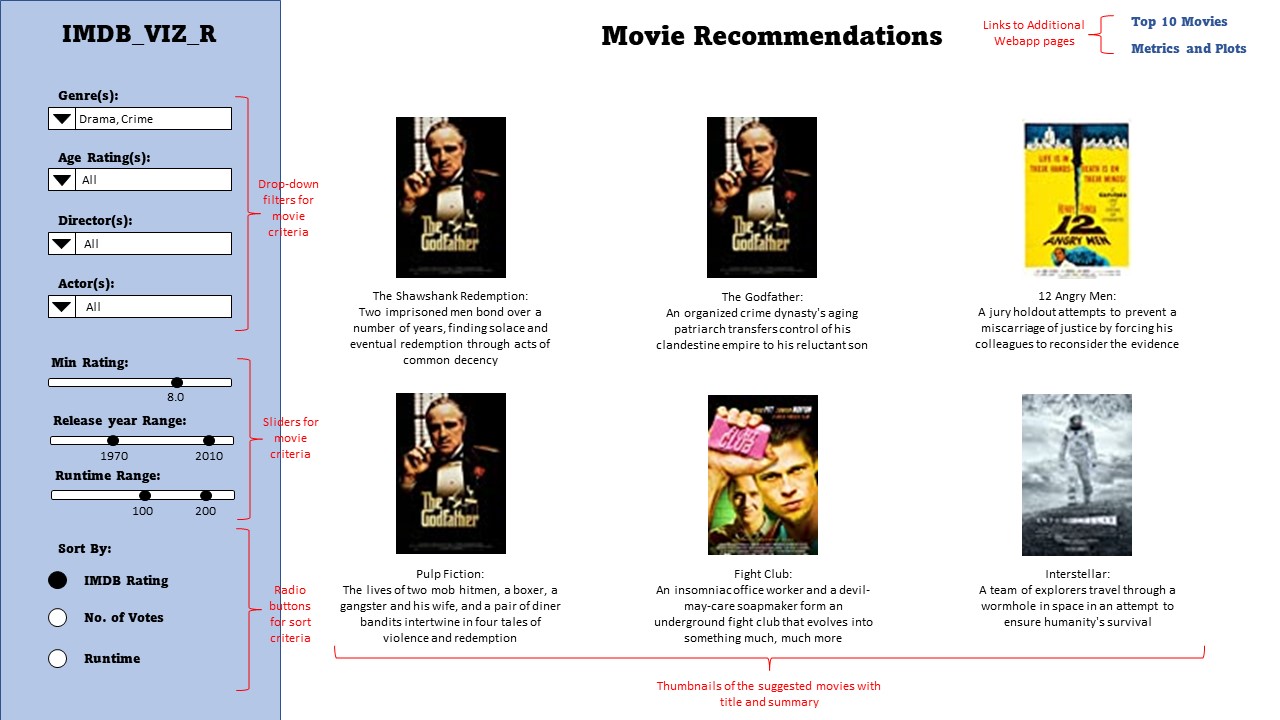 IMDB_VIZ_R
Genre(s):
Drama, Crime
Age Rating(s):
All
Director(s):
All
Actor(s):
All
Drop-down
filters for
movie
criteria
Min Rating:
8.0
Release year Range:
1970 2010
Runtime Range:
100 200
Sliders for
movie
criteria
Sort By:
IMDB Rating
No. of Votes
Runtime
Radio
buttons
for sort
criteria
Movie Recommendations
Links to Additional
Webapp pages
Top 10 Movies
Metrics and Plots
The
Godfather
The Shawshank Redemption:
Two imprisoned men bond over a
number of years, finding solace and
eventual redemption through acts of
common decency
The
Godfather
The Godfather:
An organized crime dynasty's aging
patriarch transfers control of his
clandestine empire to his reluctant son
LIFE IS IN
THEIR HANDS
DEATH IS ON
THEIR MINDS!
12
ANGRY MEN
12 Angry Men:
A jury holdout attempts to prevent a
miscarriage of justice by forcing his
colleagues to reconsider the evidence
The
Godfather
Pulp Fiction:
The lives of two mob hitmen, a boxer, a
gangster and his wife, and a pair of diner
bandits intertwine in four tales of
violence and redemption
CLUB
Fight Club:
An insomniac office worker and a devil-
may-care soapmaker form an
underground fight club that evolves into
something much, much more
Interstellar:
A team of explorers travel through a
wormhole in space in an attempt to
ensure humanity's survival
Thumbnails of the suggested movies with
title and summary